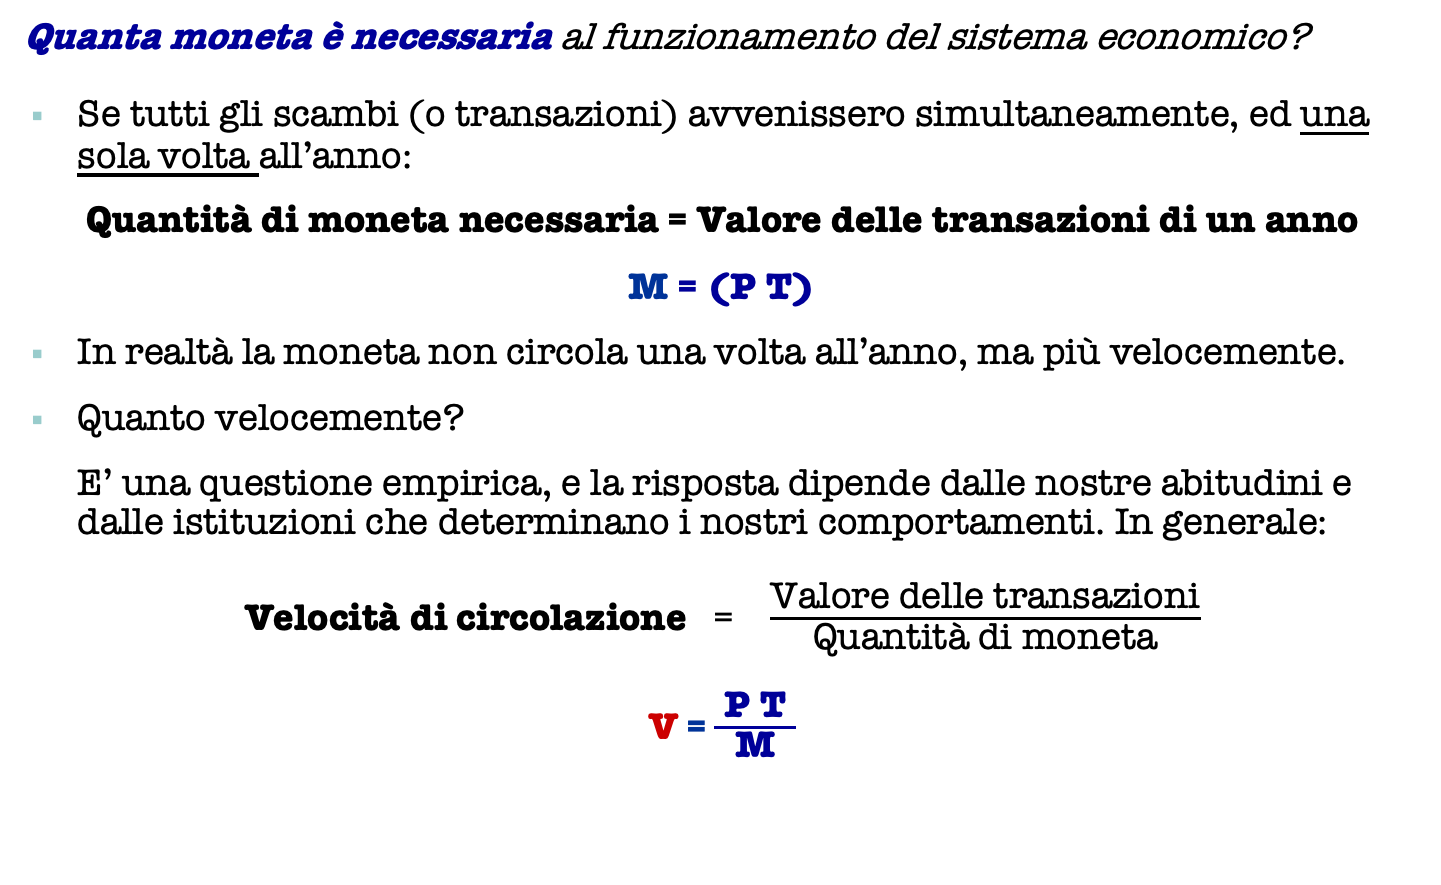 Quanta moneta è necessaria al funzionamento del sistema economico?
▪ Se tutti gli scambi (o transazioni) avvenissero simultaneamente, ed una
sola volta all’anno:
Quantità di moneta necessaria = Valore delle transazioni di un anno
M = (P T)
▪ In realtà la moneta non circola una volta all’anno, ma più velocemente.
▪ Quanto velocemente?
E’ una questione empirica, e la risposta dipende dalle nostre abitudini e
dalle istituzioni che determinano i nostri comportamenti. In generale:
Velocità di circolazione = Valore delle transazioni
Quantità di moneta
V = P T
M